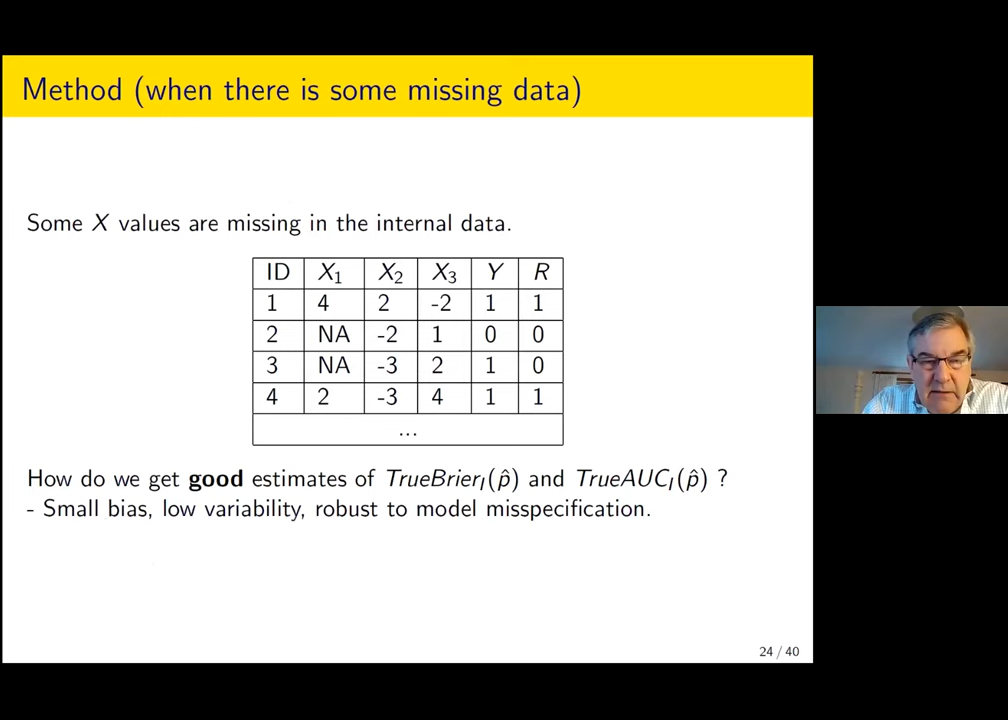 Method (when there is some missing data)
Some X values are missing in the internal data.
ID X₁ X₂ X₃ Y R
1 4 2 -2 1 1
2 NA -2 1 0 0
3 NA -3 2 1 0
4 2 -3 4 1 1
...
How do we get good estimates of TrueBrier_I(p̂) and TrueAUC_I(p̂) ?
- Small bias, low variability, robust to model misspecification.
24 / 40